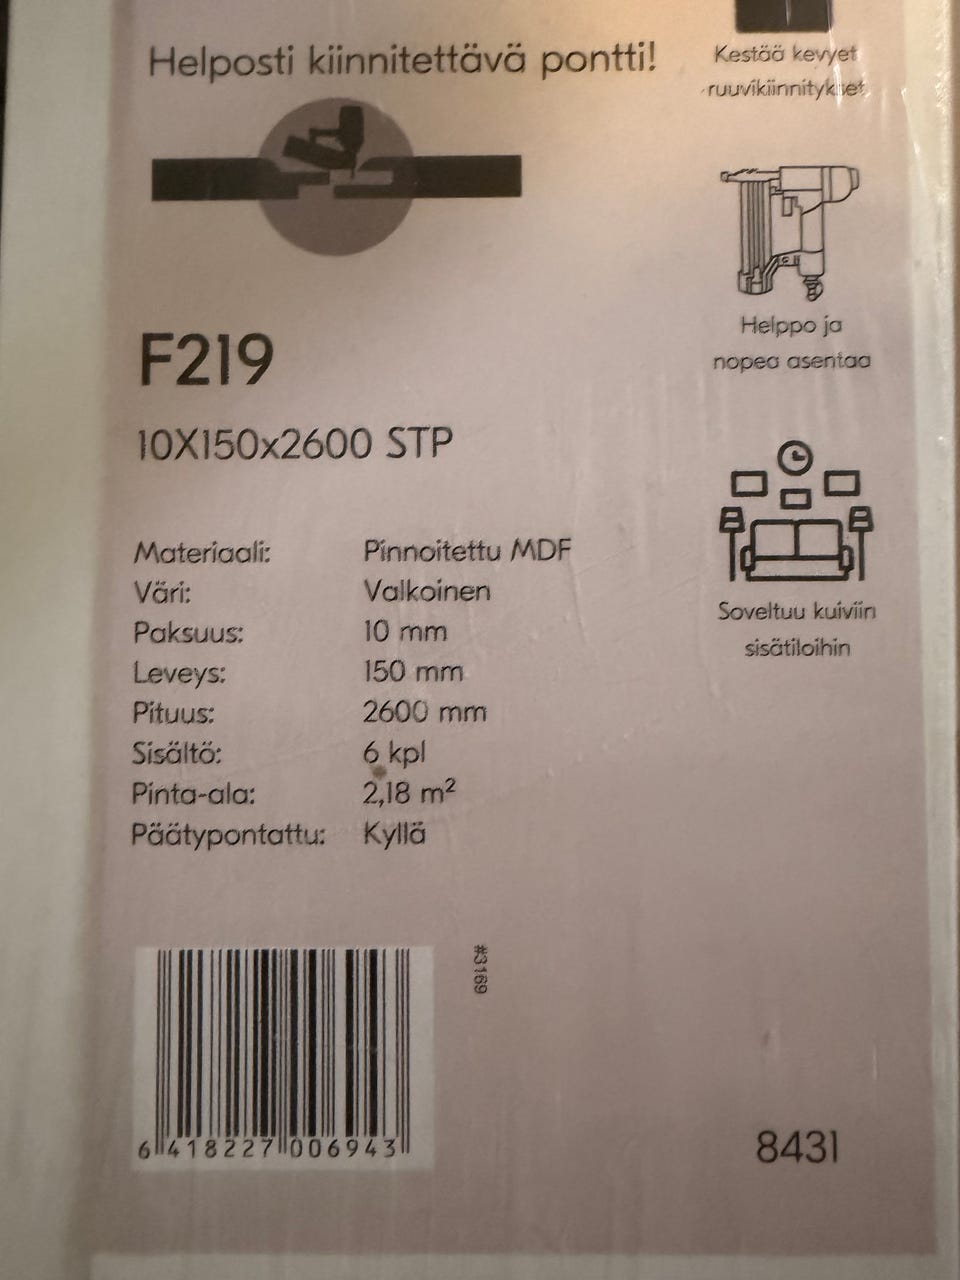 Helposti kiinnitettävä pontti!
Kestää kevyet
ruuvikiinnitykset
Helppo ja
nopea asentaa
F219
10X150x2600 STP
Soveltuu kuiviin
sisätiloihin
Materiaali: Pinnoitettu MDF
Väri: Valkoinen
Paksuus: 10 mm
Leveys: 150 mm
Pituus: 2600 mm
Sisältö: 6 kpl
Pinta-ala: 2,18 m²
Päätypontattu: Kyllä
#3169
6 418227 006943
8431